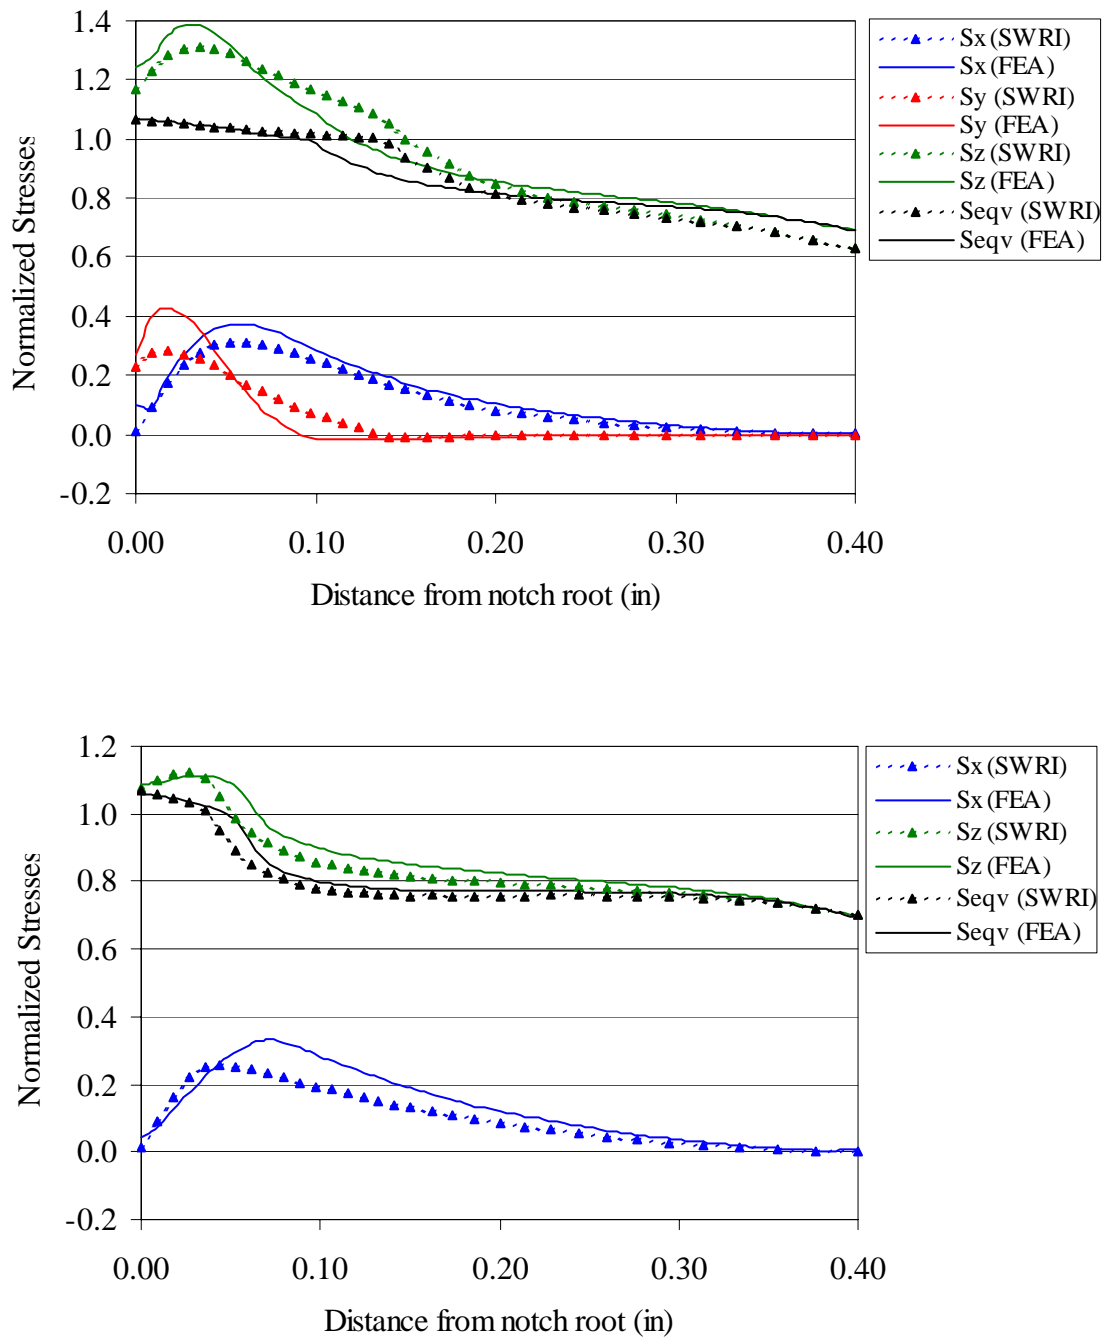 1.4
1.2
1.0
0.8
0.6
0.4
0.2
0.0
-0.2
Normalized Stresses
0.00 0.10 0.20 0.30 0.40
Distance from notch root (in)
Sx (SWRI)
Sx (FEA)
Sy (SWRI)
Sy (FEA)
Sz (SWRI)
Sz (FEA)
Seqv (SWRI)
Seqv (FEA)
1.2
1.0
0.8
0.6
0.4
0.2
0.0
-0.2
Normalized Stresses
0.00 0.10 0.20 0.30 0.40
Distance from notch root (in)
Sx (SWRI)
Sx (FEA)
Sz (SWRI)
Sz (FEA)
Seqv (SWRI)
Seqv (FEA)